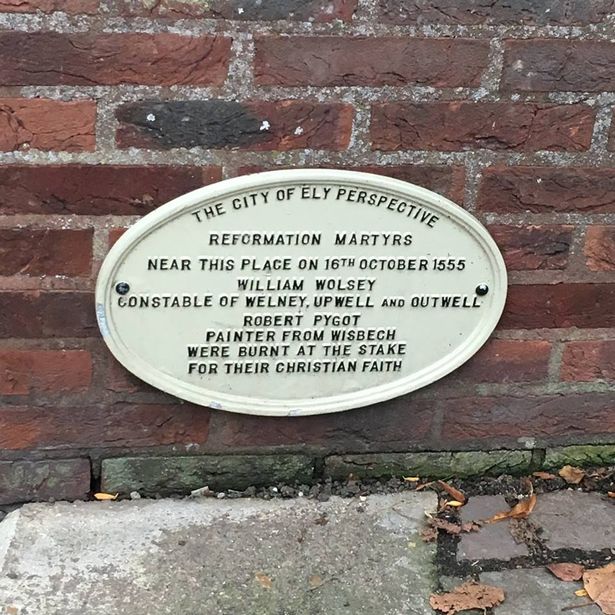 THE CITY OF ELY PERSPECTIVE
REFORMATION MARTYRS
NEAR THIS PLACE ON 16TH OCTOBER 1555
WILLIAM WOLSEY
CONSTABLE OF WELNEY, UPWELL AND OUTWELL
ROBERT PYGOT
PAINTER FROM WISBECH
WERE BURNT AT THE STAKE
FOR THEIR CHRISTIAN FAITH